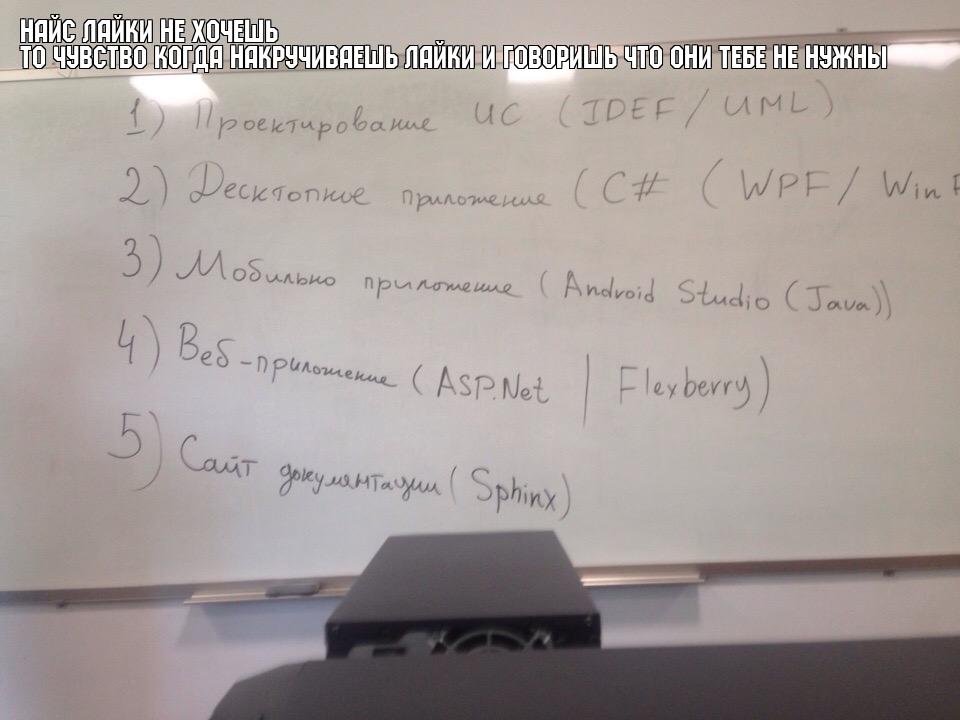 НАЙС ЛАЙКИ НЕ ХОЧЕШЬ
ТО ЧУВСТВО КОГДА НАКРУЧИВАЕШЬ ЛАЙКИ И ГОВОРИШЬ ЧТО ОНИ ТЕБЕ НЕ НУЖНЫ
1) Проектирование ИС (IDEF / UML)
2) Десктопное приложение (C# (WPF / Win F
3) Мобильно приложение (Android Studio (Java))
4) Веб-приложение (ASP.Net | Flexberry)
5) Сайт документации (Sphinx)